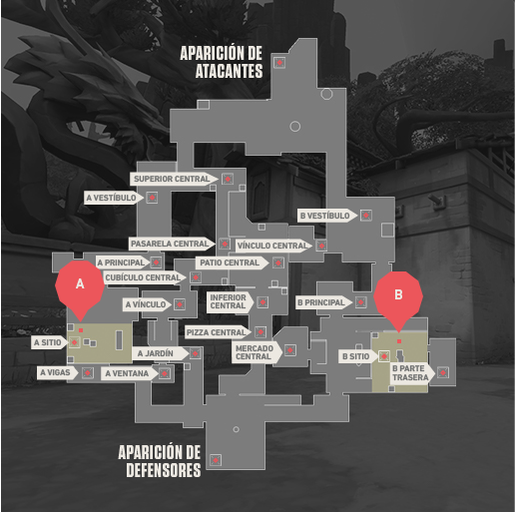 APARICIÓN DE
ATACANTES
SUPERIOR CENTRAL
A VESTÍBULO
B VESTÍBULO
PASARELA CENTRAL
VÍNCULO CENTRAL
A PRINCIPAL
PATIO CENTRAL
CUBÍCULO CENTRAL
A
B
A VÍNCULO
INFERIOR
CENTRAL
B PRINCIPAL
PIZZA CENTRAL
A SITIO
A JARDÍN
MERCADO
CENTRAL
B SITIO
A VIGAS
A VENTANA
B PARTE
TRASERA
APARICIÓN DE
DEFENSORES